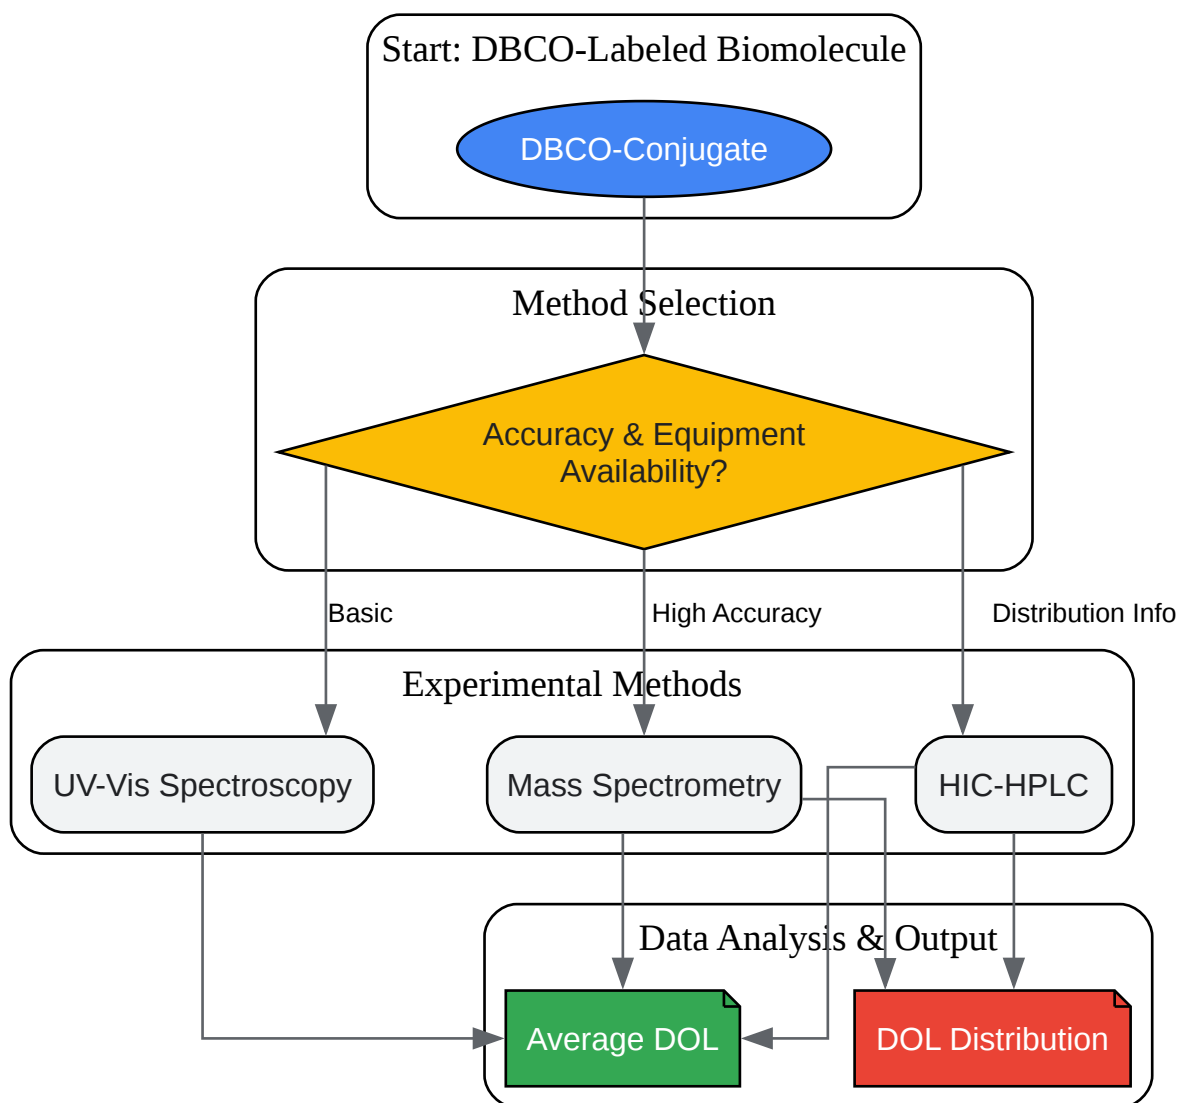 Start: DBCO-Labeled Biomolecule
DBCO-Conjugate
Method Selection
Accuracy & Equipment
Availability?
Basic
High Accuracy
Distribution Info
Experimental Methods
UV-Vis Spectroscopy
Mass Spectrometry
HIC-HPLC
Data Analysis & Output
Average DOL
DOL Distribution